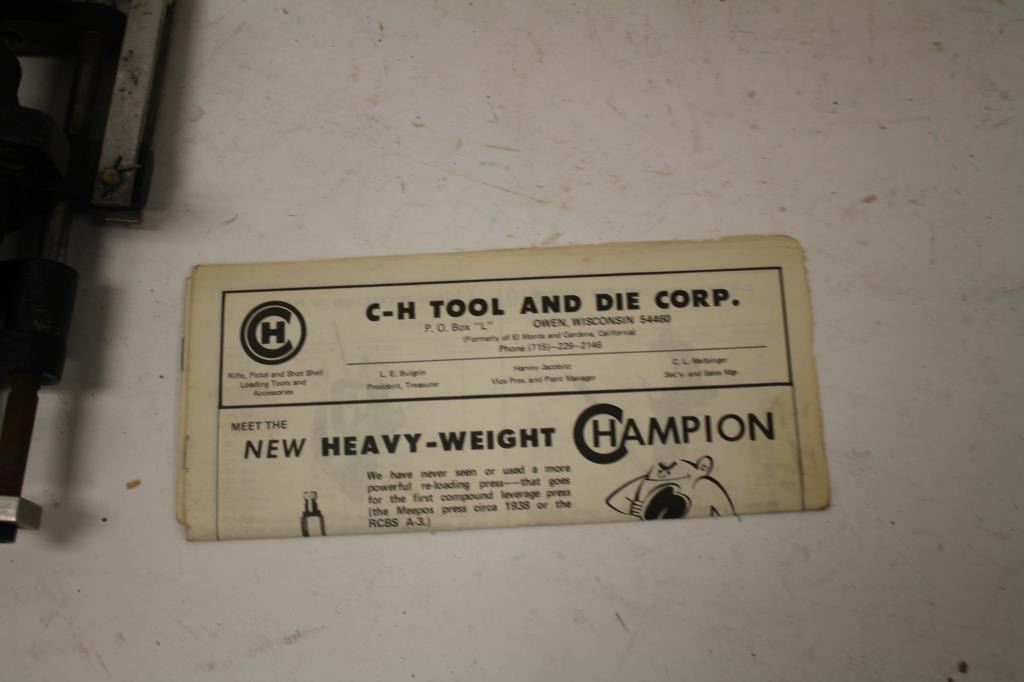 CH
C-H TOOL AND DIE CORP.
P. O. Box "L" OWEN, WISCONSIN 54460
(Formerly of El Monte and Gardena, California)
Phone (715)-229-2146
Rifle, Pistol and Shot Shell
Loading Tools and
Accessories
L. E. Bulgrin
President, Treasurer
Harvey Jacobitz
Vice Pres. and Plant Manager
C. L. Meibinger
Sec'y. and Sales Mgr.
MEET THE
NEW HEAVY-WEIGHT CHAMPION
We have never seen or used a more
powerful re-loading press--that goes
for the first compound leverage press
(the Meepos press circa 1938 or the
RCBS A-3.)